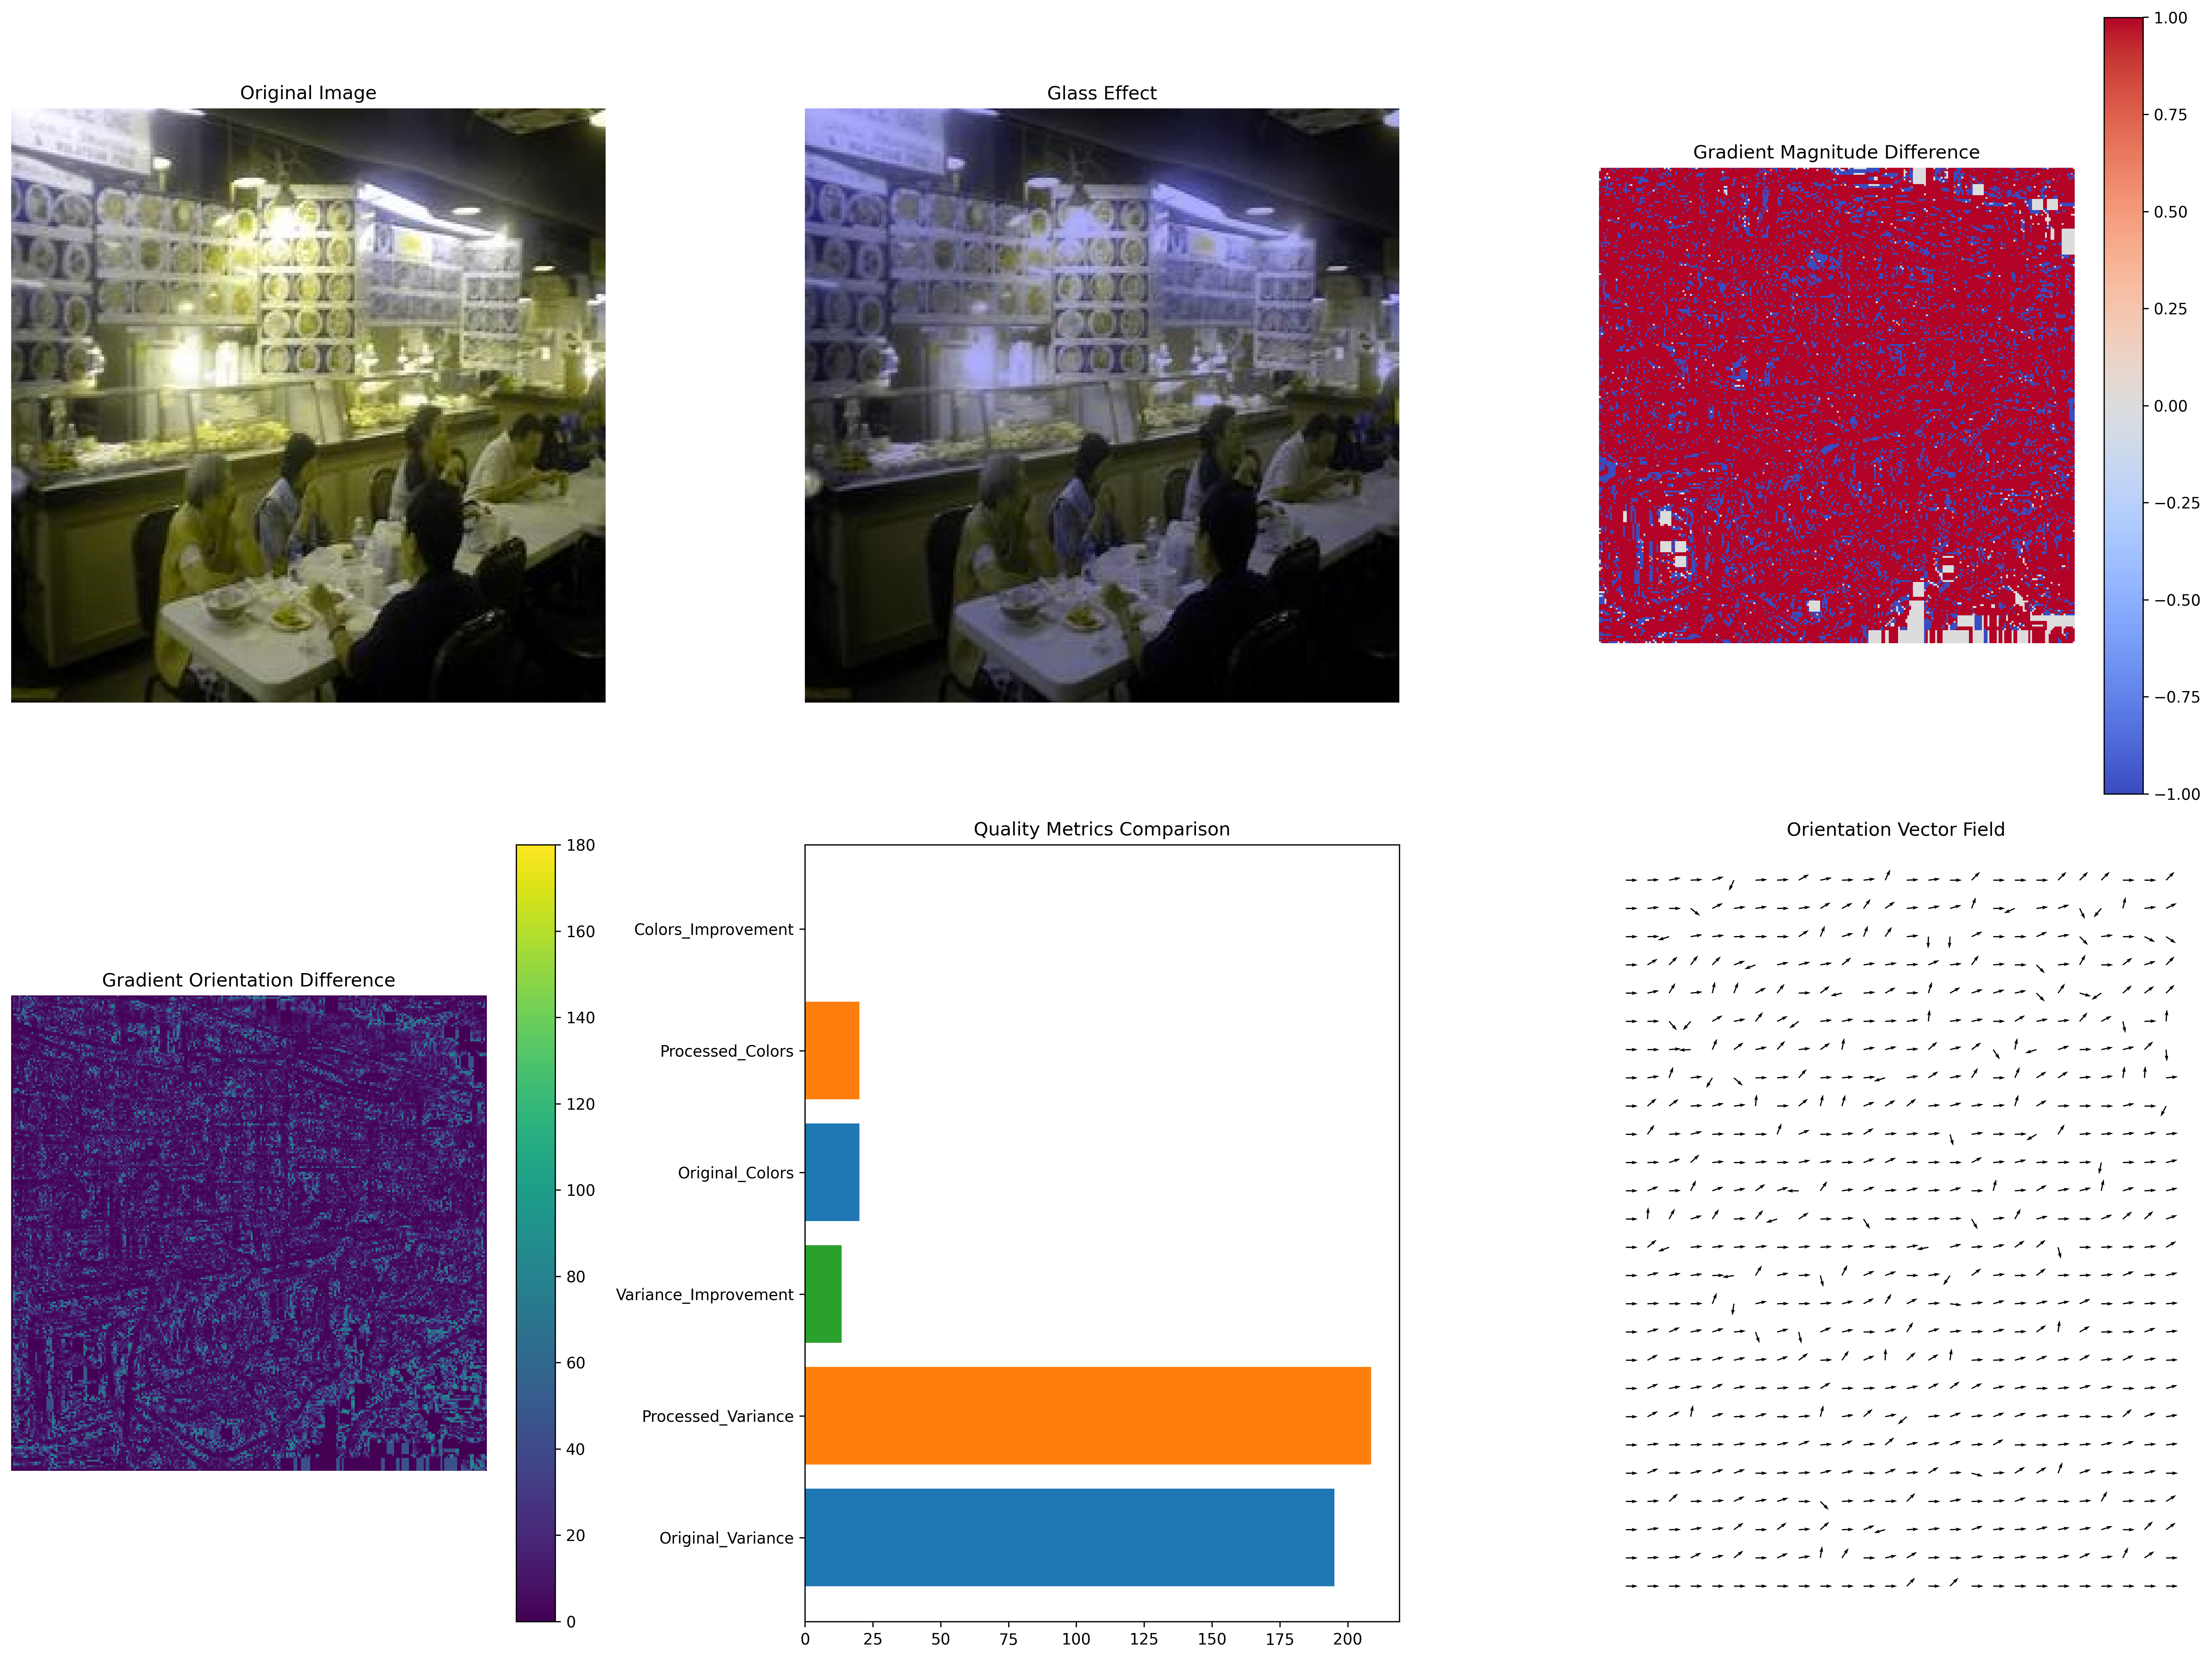 Original Image
Glass Effect
Gradient Magnitude Difference
1.00
0.75
0.50
0.25
0.00
−0.25
−0.50
−0.75
−1.00
Gradient Orientation Difference
180
160
140
120
100
80
60
40
20
0
Quality Metrics Comparison
Colors_Improvement
Processed_Colors
Original_Colors
Variance_Improvement
Processed_Variance
Original_Variance
0 25 50 75 100 125 150 175 200
Orientation Vector Field